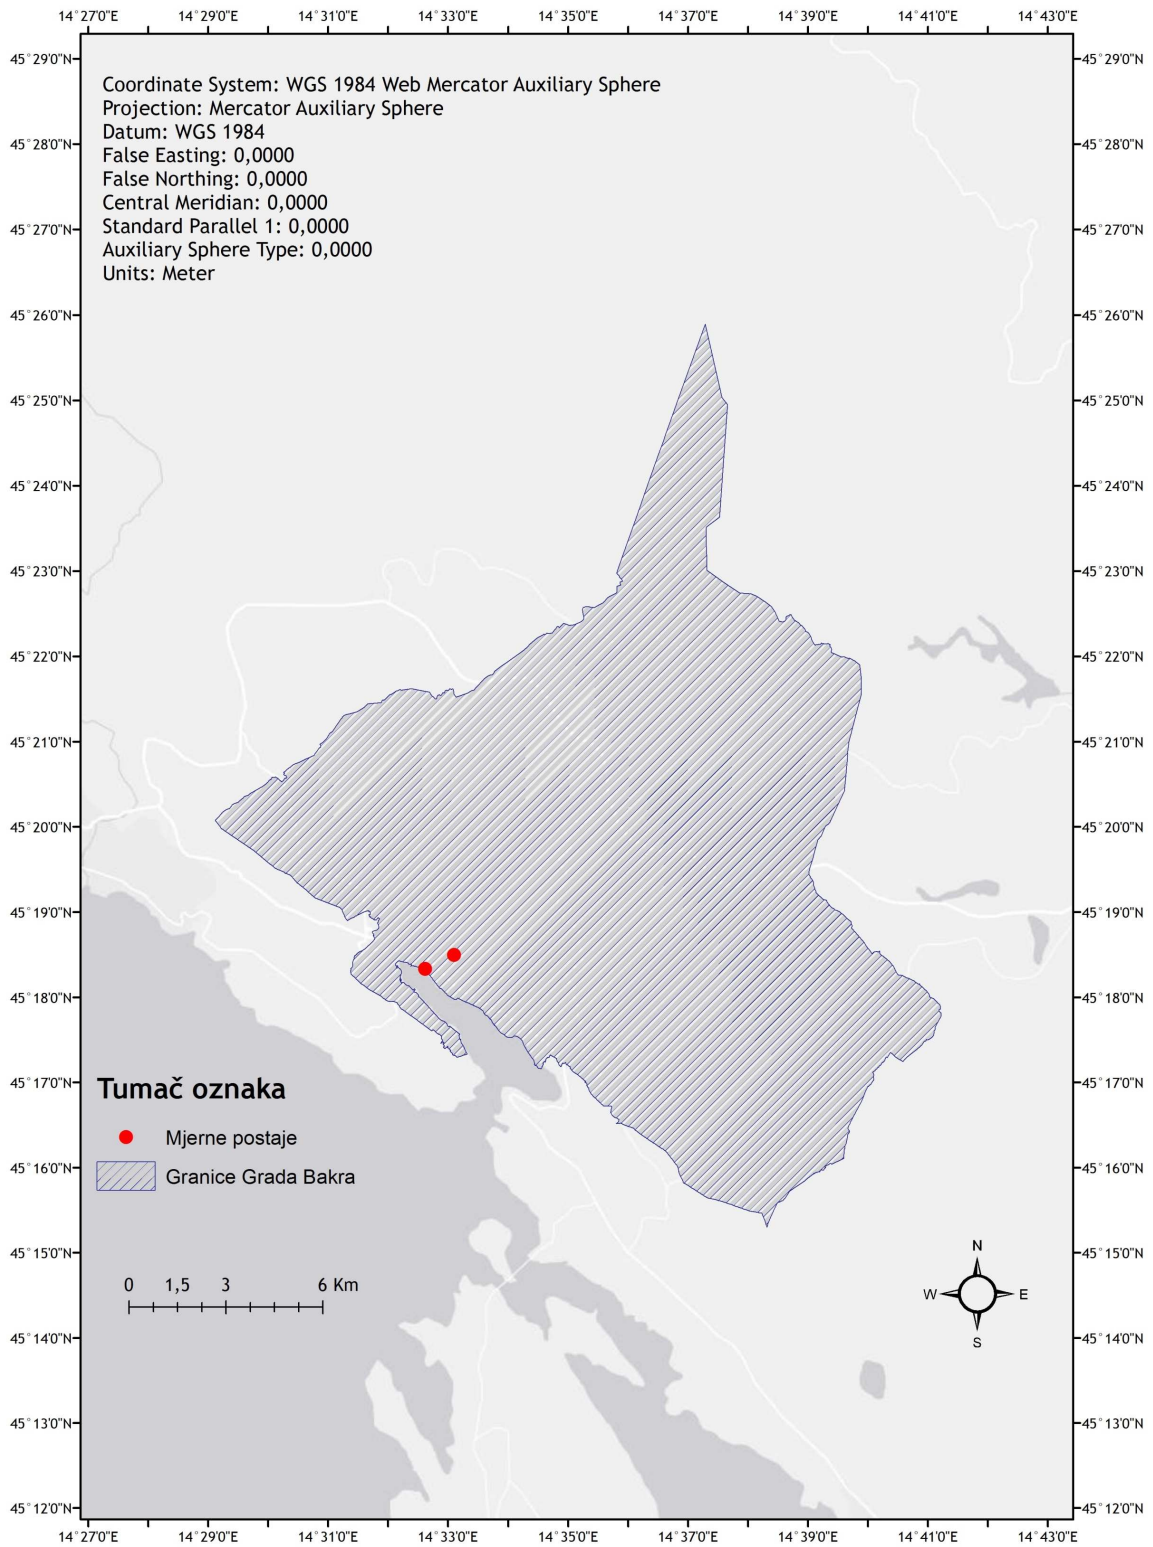 14°27'0"E 14°29'0"E 14°31'0"E 14°33'0"E 14°35'0"E 14°37'0"E 14°39'0"E 14°41'0"E 14°43'0"E
45°29'0"N 45°29'0"N
Coordinate System: WGS 1984 Web Mercator Auxiliary Sphere
Projection: Mercator Auxiliary Sphere
Datum: WGS 1984
45°28'0"N 45°28'0"N
False Easting: 0,0000
False Northing: 0,0000
Central Meridian: 0,0000
Standard Parallel 1: 0,0000
45°27'0"N 45°27'0"N
Auxiliary Sphere Type: 0,0000
Units: Meter
45°26'0"N 45°26'0"N
45°25'0"N 45°25'0"N
45°24'0"N 45°24'0"N
45°23'0"N 45°23'0"N
45°22'0"N 45°22'0"N
45°21'0"N 45°21'0"N
45°20'0"N 45°20'0"N
45°19'0"N 45°19'0"N
45°18'0"N 45°18'0"N
45°17'0"N 45°17'0"N
Tumač oznaka
Mjerne postaje
45°16'0"N 45°16'0"N
Granice Grada Bakra
45°15'0"N 45°15'0"N
N
0 1,5 3 6 Km
W E
S
45°14'0"N 45°14'0"N
45°13'0"N 45°13'0"N
45°12'0"N 45°12'0"N
14°27'0"E 14°29'0"E 14°31'0"E 14°33'0"E 14°35'0"E 14°37'0"E 14°39'0"E 14°41'0"E 14°43'0"E